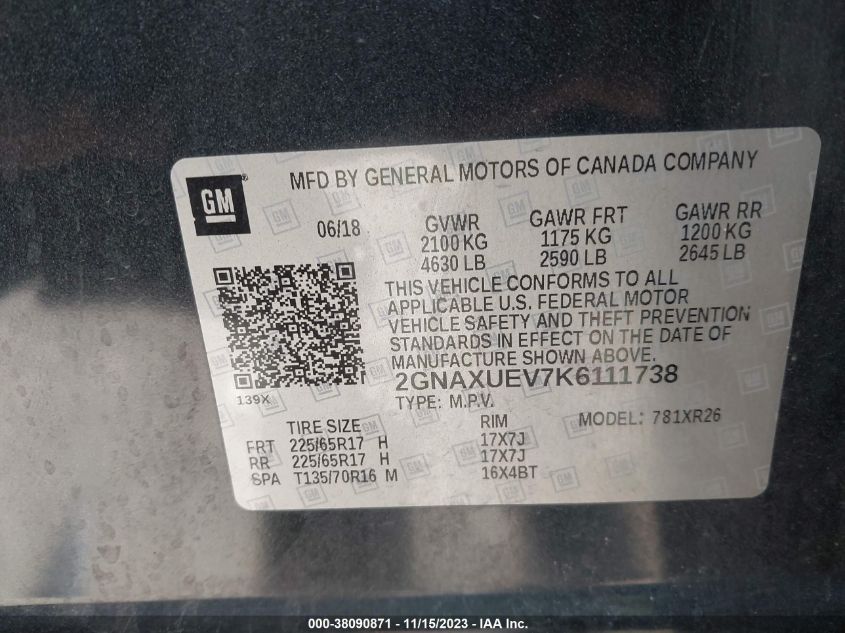 GM
MFD BY GENERAL MOTORS OF CANADA COMPANY
06/18
GVWR
2100 KG
4630 LB
GAWR FRT
1175 KG
2590 LB
GAWR RR
1200 KG
2645 LB
THIS VEHICLE CONFORMS TO ALL
APPLICABLE U.S. FEDERAL MOTOR
VEHICLE SAFETY AND THEFT PREVENTION
STANDARDS IN EFFECT ON THE DATE OF
MANUFACTURE SHOWN ABOVE.
2GNAXUEV7K6111738
139X
TYPE: M.P.V.
MODEL: 781XR26
TIRE SIZE RIM
FRT 225/65R17 H 17X7J
RR 225/65R17 H 17X7J
SPA T135/70R16 M 16X4BT
000-38090871 - 11/15/2023 - IAA Inc.